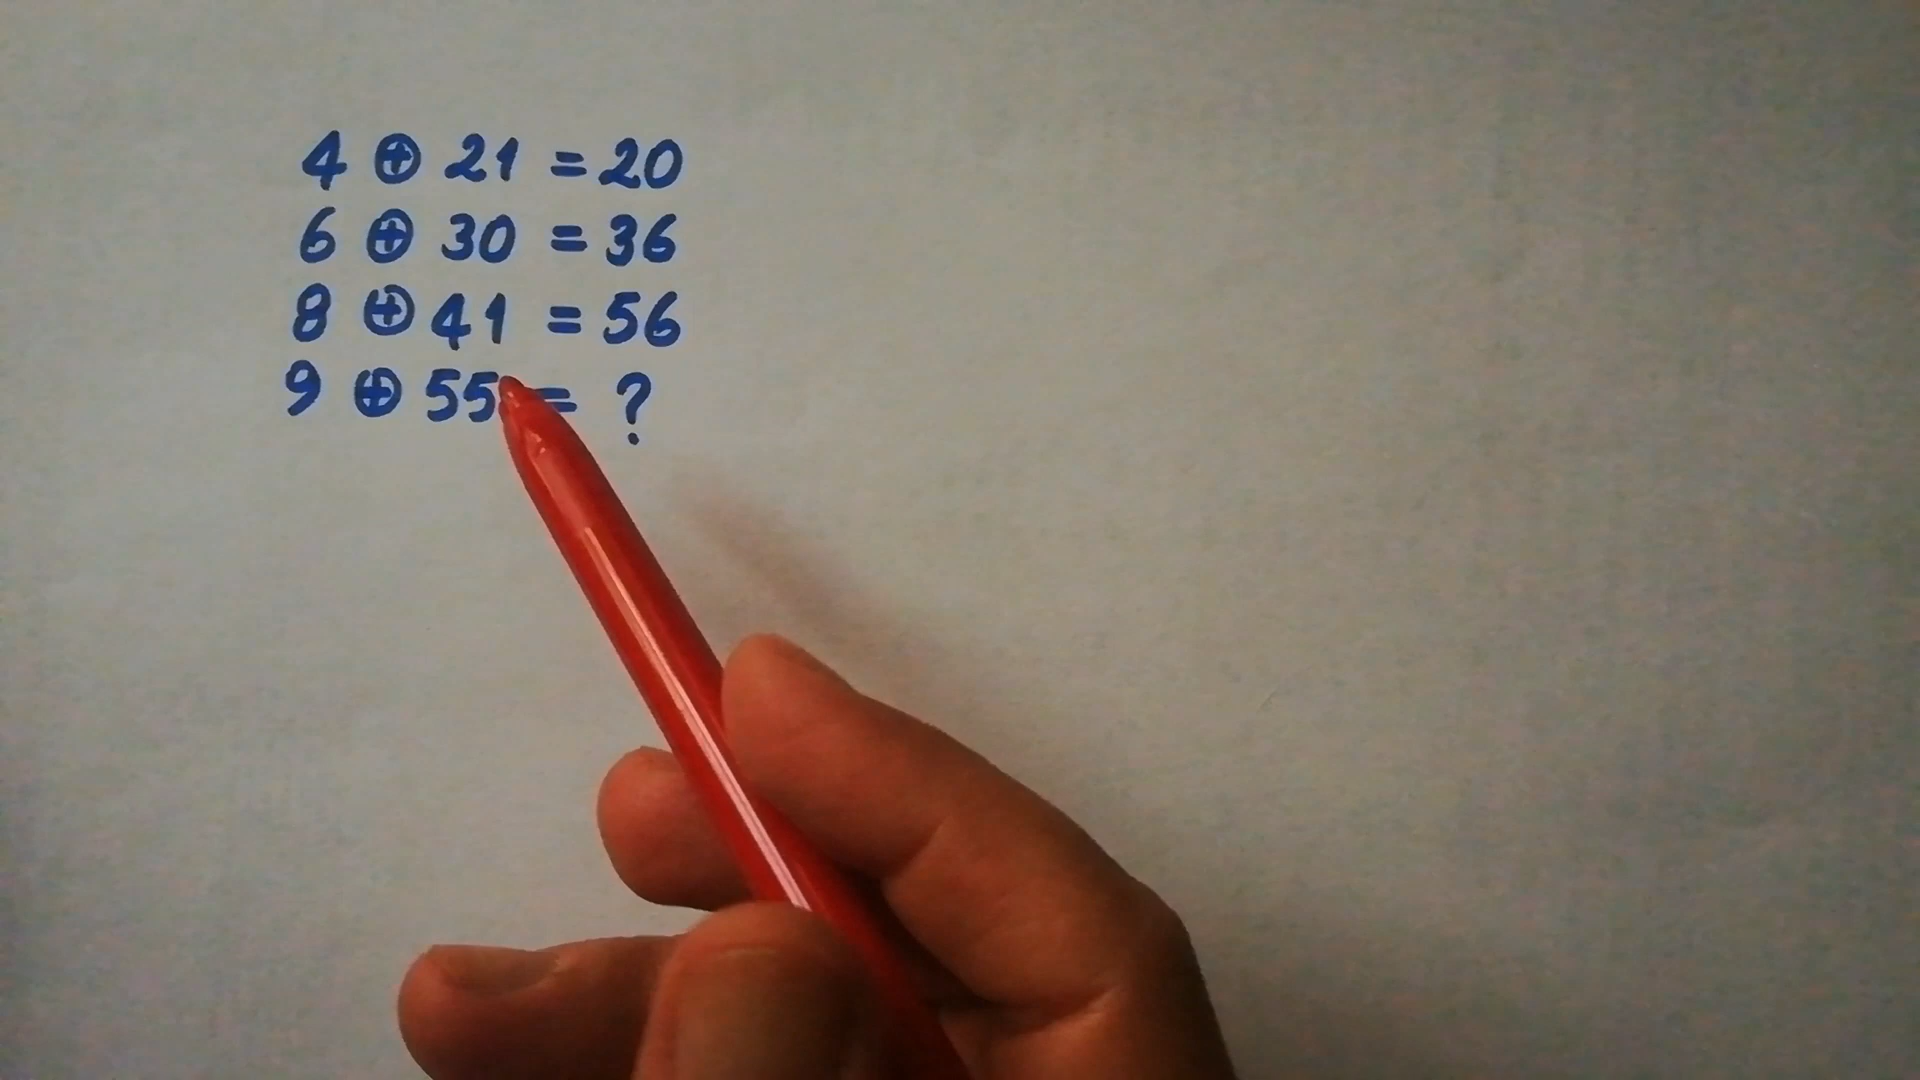 4 ⊕ 21 = 20
6 ⊕ 30 = 36
8 ⊕ 41 = 56
9 ⊕ 55 = ?